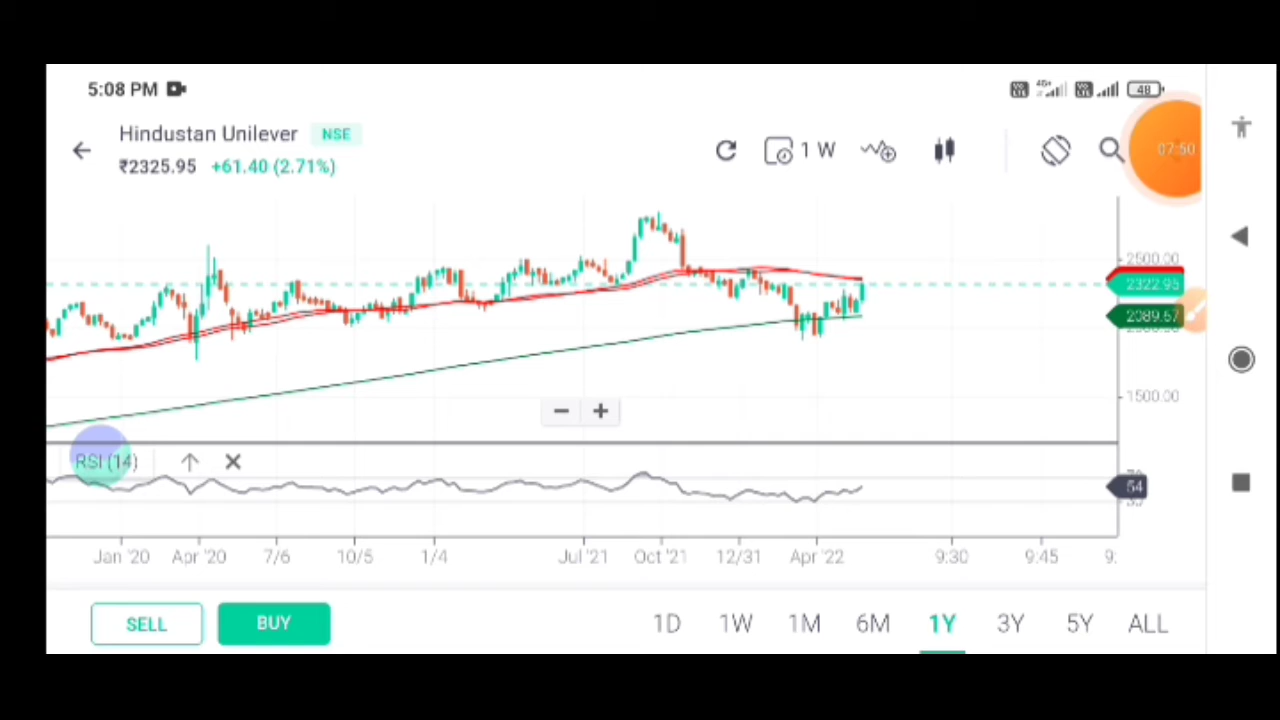 5:08 PM
48
Hindustan Unilever NSE
₹2325.95 +61.40 (2.71%)
1 W
07:50
2500.00
2322.95
2089.67
1500.00
RSI (14)
54
Jan '20 Apr '20 7/6 10/5 1/4 Jul '21 Oct '21 12/31 Apr '22 9:30 9:45 9:
SELL BUY 1D 1W 1M 6M 1Y 3Y 5Y ALL